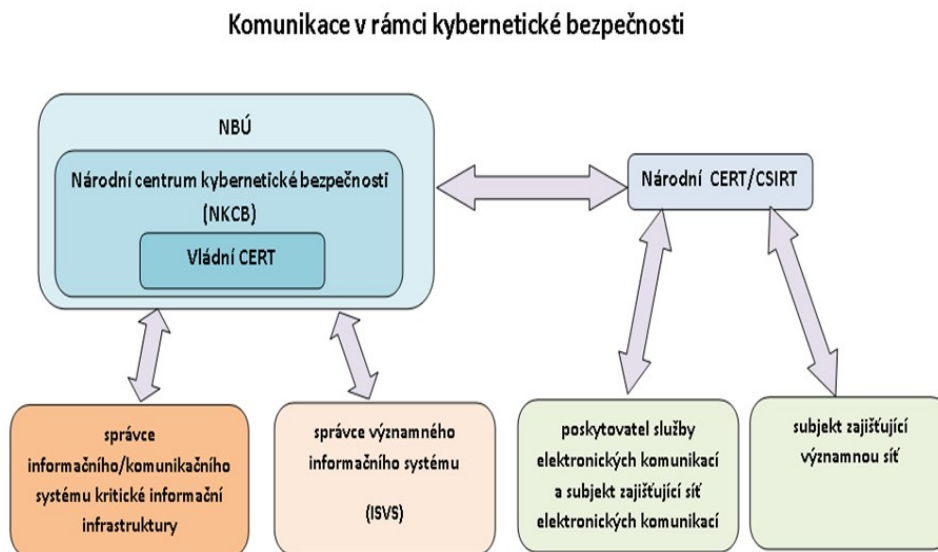 Komunikace v rámci kybernetické bezpečnosti
NBÚ
Národní centrum kybernetické bezpečnosti
(NKCB)
Vládní CERT
Národní CERT/CSIRT
správce
informačního/komunikačního
systému kritické informační
infrastruktury
správce významného
informačního systému
(ISVS)
poskytovatel služby
elektronických komunikací
a subjekt zajišťující síť
elektronických komunikací
subjekt zajišťující
významnou síť